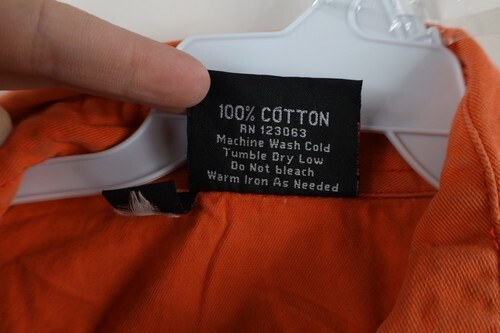 100% COTTON
RN 123063
Machine Wash Cold
Tumble Dry Low
Do Not bleach
Warm Iron As Needed